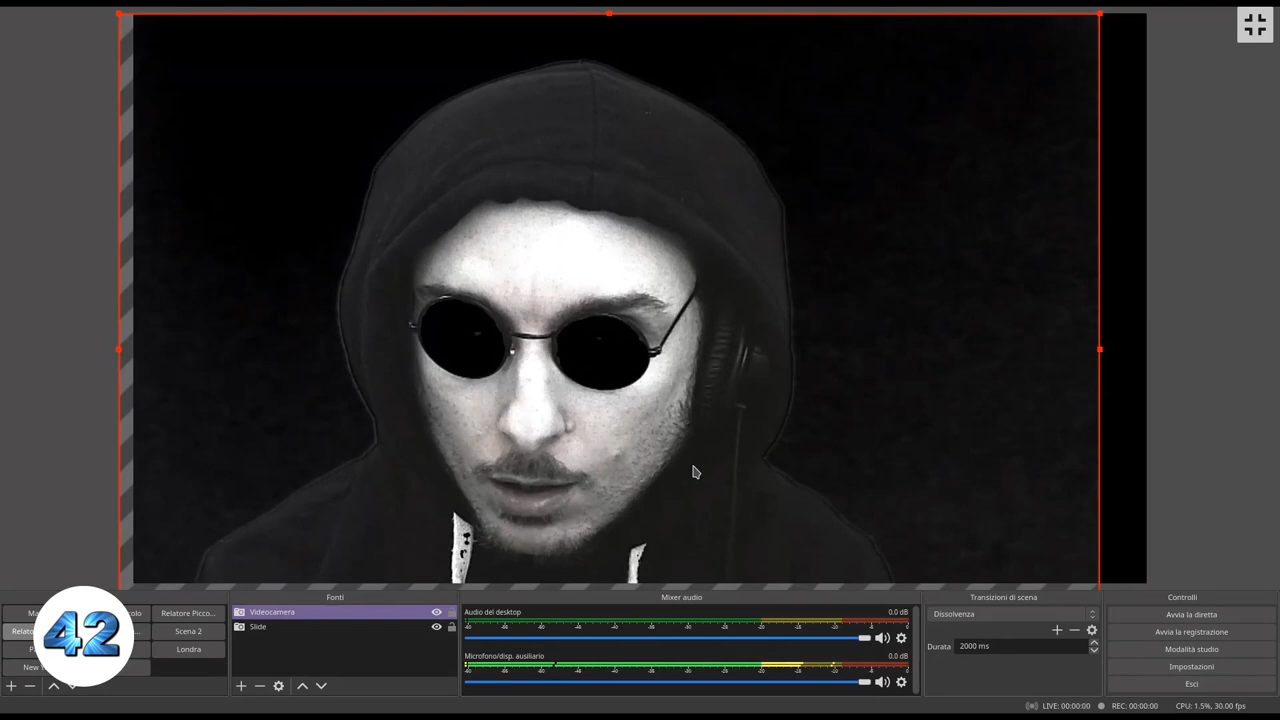 Fonti
Mixer audio
Transizioni di scena
Controlli
Relatore Picco...
Scena 2
Londra
New
42
Videocamera
Slide
Audio del desktop
0.0 dB
Microfono/disp. ausiliario
0.0 dB
Dissolvenza
Durata
2000 ms
Avvia la diretta
Avvia la registrazione
Modalità studio
Impostazioni
Esci
LIVE: 00:00:00
REC: 00:00:00
CPU: 1.5%, 30.00 fps